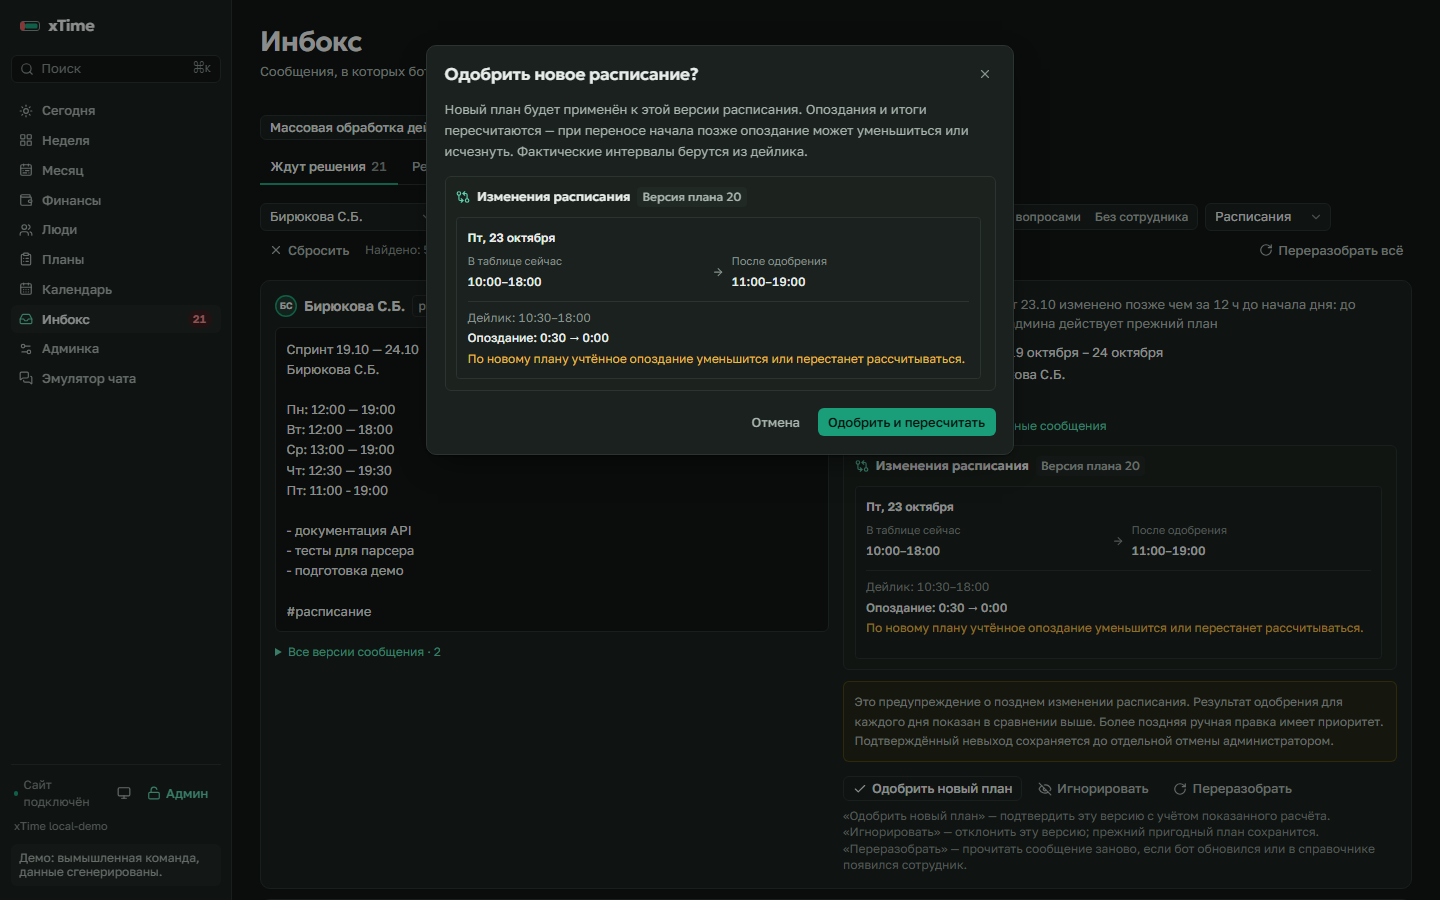 xTime
Поиск
⌘K
Сегодня
Неделя
Месяц
Финансы
Люди
Планы
Календарь
Инбокс 21
Админка
Эмулятор чата
Сайт подключён
Админ
xTime local-demo
Демо: вымышленная команда,
данные сгенерированы.
Инбокс
Сообщения, в которых бот
Массовая обработка дей
Ждут решения 21
Ре
Бирюкова С.Б.
вопросами
Без сотрудника
Расписания
Сбросить
Найдено: 5
Переразобрать всё
БС Бирюкова С.Б.
Спринт 19.10 — 24.10
Бирюкова С.Б.
Пн: 12:00 — 19:00
Вт: 12:00 — 18:00
Ср: 13:00 — 19:00
Чт: 12:30 — 19:30
Пт: 11:00 - 19:00
- документация API
- тесты для парсера
- подготовка демо
#расписание
Все версии сообщения · 2
Одобрить новое расписание?
Новый план будет применён к этой версии расписания. Опоздания и итоги
пересчитаются — при переносе начала позже опоздание может уменьшиться или
исчезнуть. Фактические интервалы берутся из дейлика.
Изменения расписания Версия плана 20
Пт, 23 октября
В таблице сейчас
10:00–18:00
→
После одобрения
11:00–19:00
Дейлик: 10:30–18:00
Опоздание: 0:30 → 0:00
По новому плану учтённое опоздание уменьшится или перестанет рассчитываться.
Отмена
Одобрить и пересчитать
23.10 изменено позже чем за 12 ч до начала дня: до
дмина действует прежний план
9 октября – 24 октября
ова С.Б.
ные сообщения
Изменения расписания Версия плана 20
Пт, 23 октября
В таблице сейчас
10:00–18:00
→
После одобрения
11:00–19:00
Дейлик: 10:30–18:00
Опоздание: 0:30 → 0:00
По новому плану учтённое опоздание уменьшится или перестанет рассчитываться.
Это предупреждение о позднем изменении расписания. Результат одобрения для
каждого дня показан в сравнении выше. Более поздняя ручная правка имеет приоритет.
Подтверждённый невыход сохраняется до отдельной отмены администратором.
Одобрить новый план
Игнорировать
Переразобрать
«Одобрить новый план» — подтвердить эту версию с учётом показанного расчёта.
«Игнорировать» — отклонить эту версию; прежний пригодный план сохранится.
«Переразобрать» — прочитать сообщение заново, если бот обновился или в справочнике
появился сотрудник.